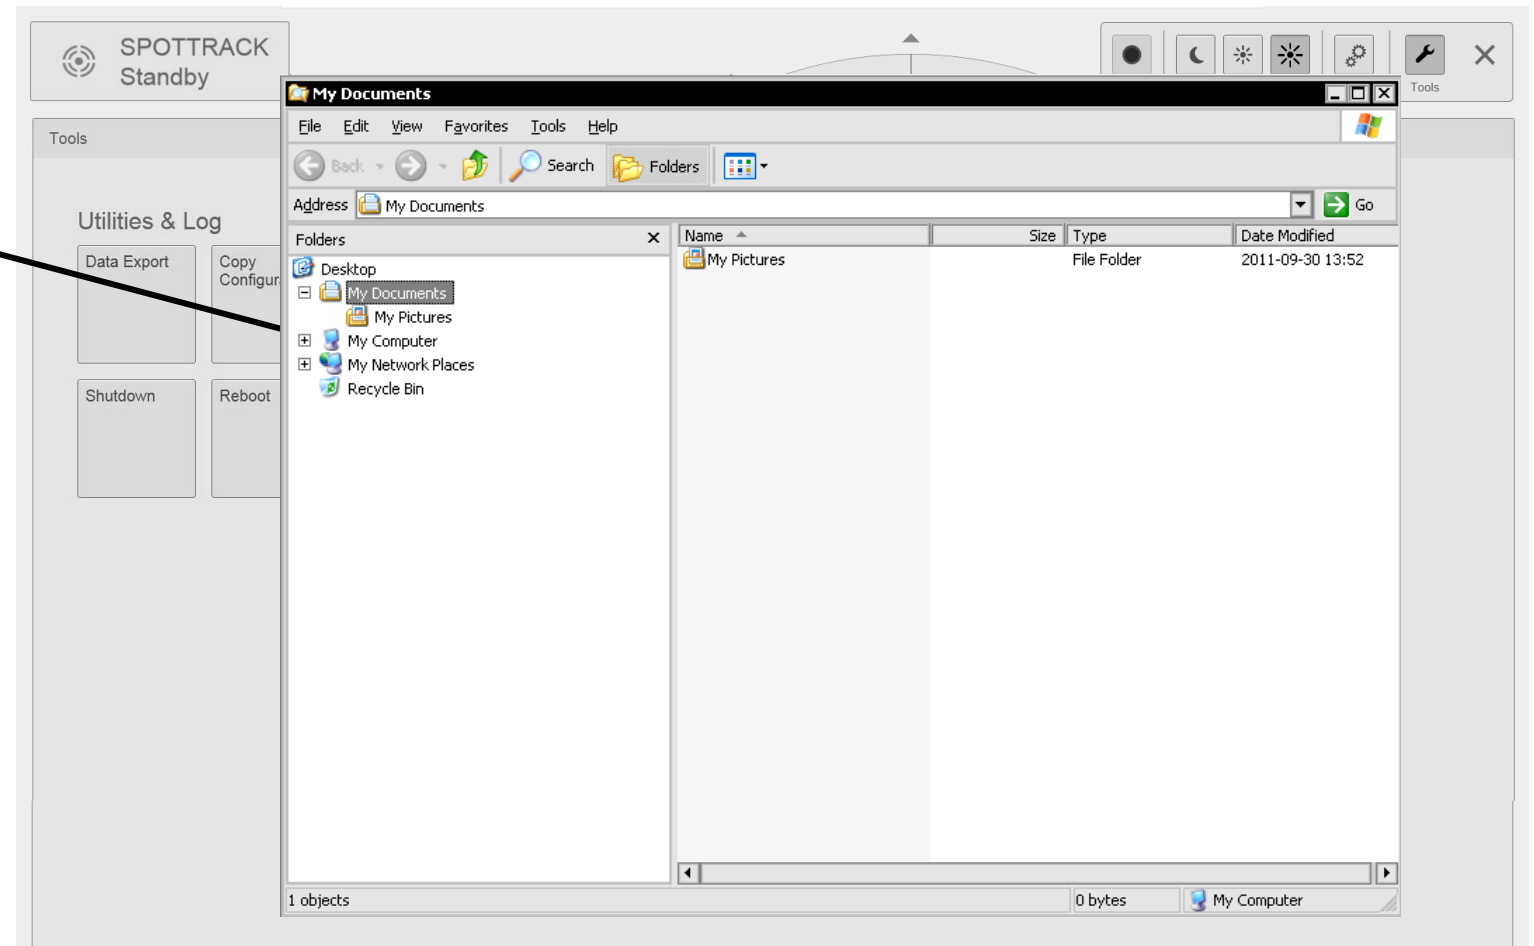 SPOTTRACK
Standby
Tools
My Documents
File Edit View Favorites Tools Help
Tools
Back Search Folders
Address My Documents Go
Utilities & Log
Folders
Name Size Type Date Modified
Data Export
Copy
Configur
Desktop
My Pictures File Folder 2011-09-30 13:52
My Documents
My Pictures
My Computer
My Network Places
Recycle Bin
Shutdown
Reboot
1 objects 0 bytes My Computer